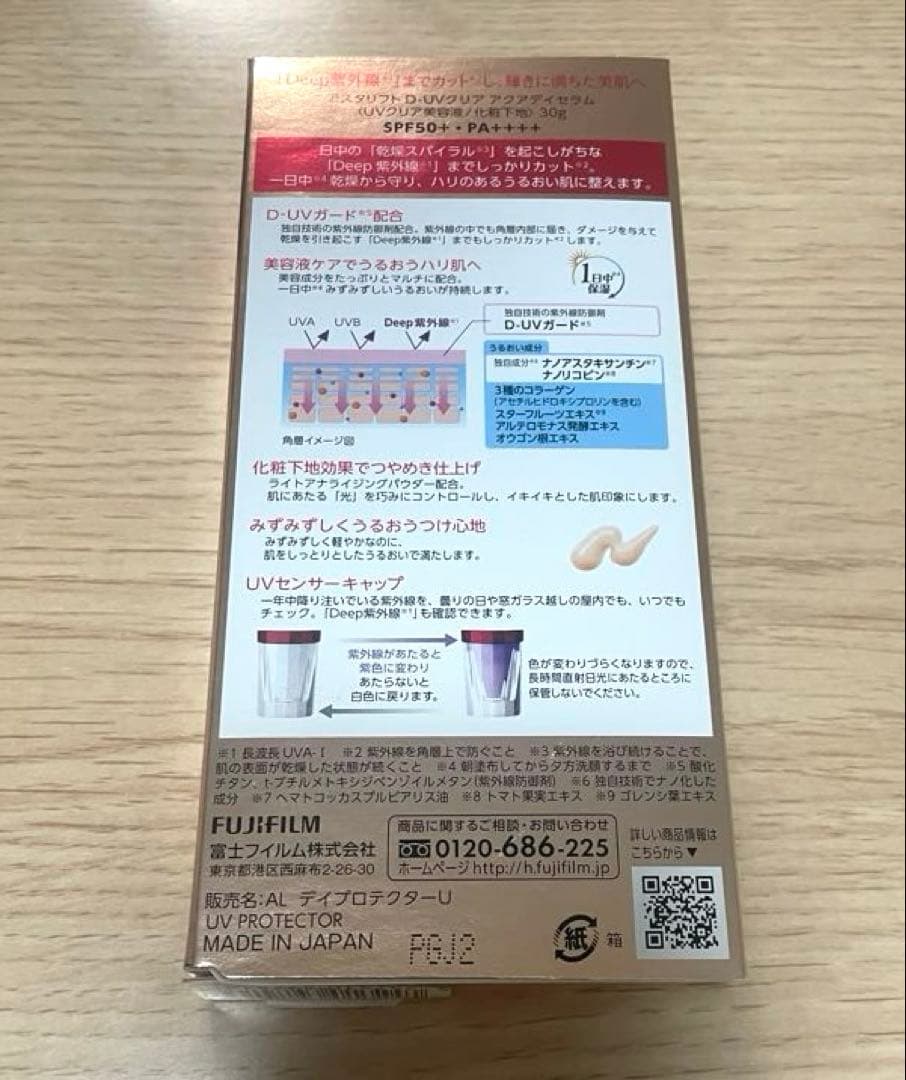 「Deep紫外線※1」までカット※2し、輝きに満ちた美肌へ
アスタリフト D-UVクリア アクアデイセラム
〈UVクリア美容液/化粧下地〉30g
SPF50+・PA++++
日中の「乾燥スパイラル※3」を起こしがちな
「Deep 紫外線※1」までしっかりカット※2。
一日中※4 乾燥から守り、ハリのあるうるおい肌に整えます。
D-UVガード※5配合
独自技術の紫外線防御剤配合。紫外線の中でも角層内部に届き、ダメージを与えて
乾燥を引き起こす「Deep紫外線※1」までもしっかりカット※2します。
美容液ケアでうるおうハリ肌へ
美容成分をたっぷりとマルチに配合。
一日中※4 みずみずしいうるおいが持続します。
1日中※4
保湿
UVA UVB Deep紫外線※1
独自技術の紫外線防御剤
D-UVガード※5
うるおい成分
独自成分※6 ナノアスタキサンチン※7
ナノリコピン※8
3種のコラーゲン
(アセチルヒドロキシプロリンを含む)
スターフルーツエキス※9
アルテロモナス発酵エキス
オウゴン根エキス
角層イメージ図
化粧下地効果でつやめき仕上げ
ライトアナライジングパウダー配合。
肌にあたる「光」を巧みにコントロールし、イキイキとした肌印象にします。
みずみずしくうるおうつけ心地
みずみずしく軽やかなのに、
肌をしっとりとしたうるおいで満たします。
UVセンサーキャップ
一年中降り注いでいる紫外線を、曇りの日や窓ガラス越しの屋内でも、いつでも
チェック。「Deep紫外線※1」も確認できます。
紫外線があたると
紫色に変わり
あたらないと
白色に戻ります。
色が変わりづらくなりますので、
長時間直射日光にあたるところに
保管しないでください。
※1 長波長UVA-I ※2 紫外線を角層上で防ぐこと ※3 紫外線を浴び続けることで、
肌の表面が乾燥した状態が続くこと ※4 朝塗布してから夕方洗顔するまで ※5 酸化
チタン、t-ブチルメトキシジベンゾイルメタン(紫外線防御剤) ※6 独自技術でナノ化した
成分 ※7 ヘマトコッカスプルビアリス油 ※8 トマト果実エキス ※9 ゴレンシ葉エキス
FUJIFILM
富士フイルム株式会社
東京都港区西麻布2-26-30
商品に関するご相談・お問い合わせ
0120-686-225
ホームページ http://h.fujifilm.jp
詳しい商品情報は
こちらから▼
販売名:AL デイプロテクターU
UV PROTECTOR
MADE IN JAPAN
PGJ2
紙 箱